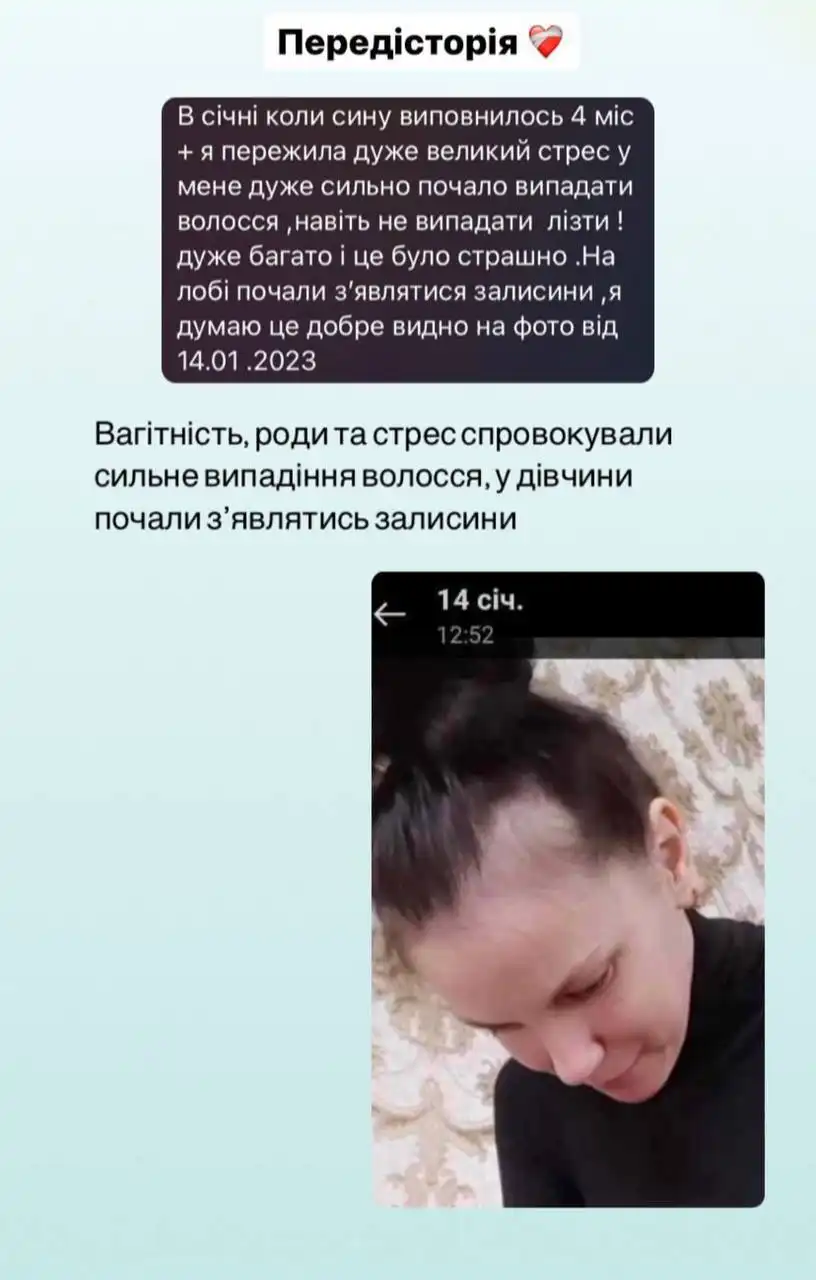 Передісторія ❤️‍🩹
В січні коли сину виповнилось 4 міс
+ я пережила дуже великий стрес у
мене дуже сильно почало випадати
волосся ,навіть не випадати  лізти !
дуже багато і це було страшно .На
лобі почали з’являтися залисини ,я
думаю це добре видно на фото від
14.01 .2023
Вагітність, роди та стрес спровокували
сильне випадіння волосся, у дівчини
почали з’являтись залисини
14 січ.
12:52